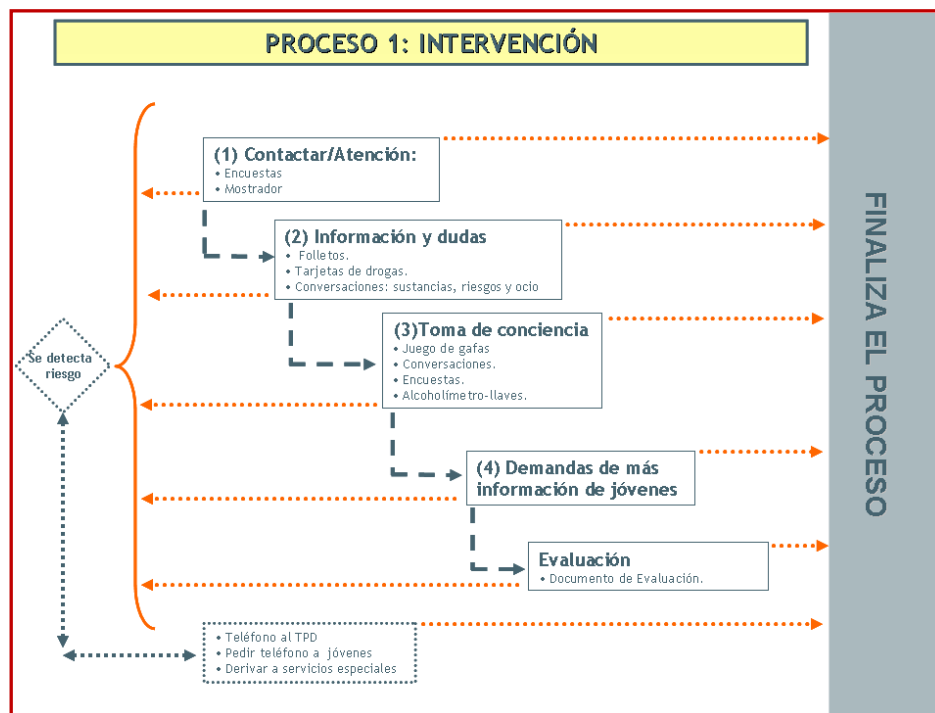 PROCESO 1: INTERVENCIÓN
(1) Contactar/Atención:
• Encuestas
• Mostrador
(2) Información y dudas
• Folletos.
• Tarjetas de drogas.
• Conversaciones: sustancias, riesgos y ocio
(3)Toma de conciencia
• Juego de gafas
• Conversaciones.
• Encuestas.
• Alcoholímetro-llaves.
Se detecta
riesgo
(4) Demandas de más
información de jóvenes
Evaluación
• Documento de Evaluación.
• Teléfono al TPD
• Pedir teléfono a jóvenes
• Derivar a servicios especiales
FINALIZA EL PROCESO